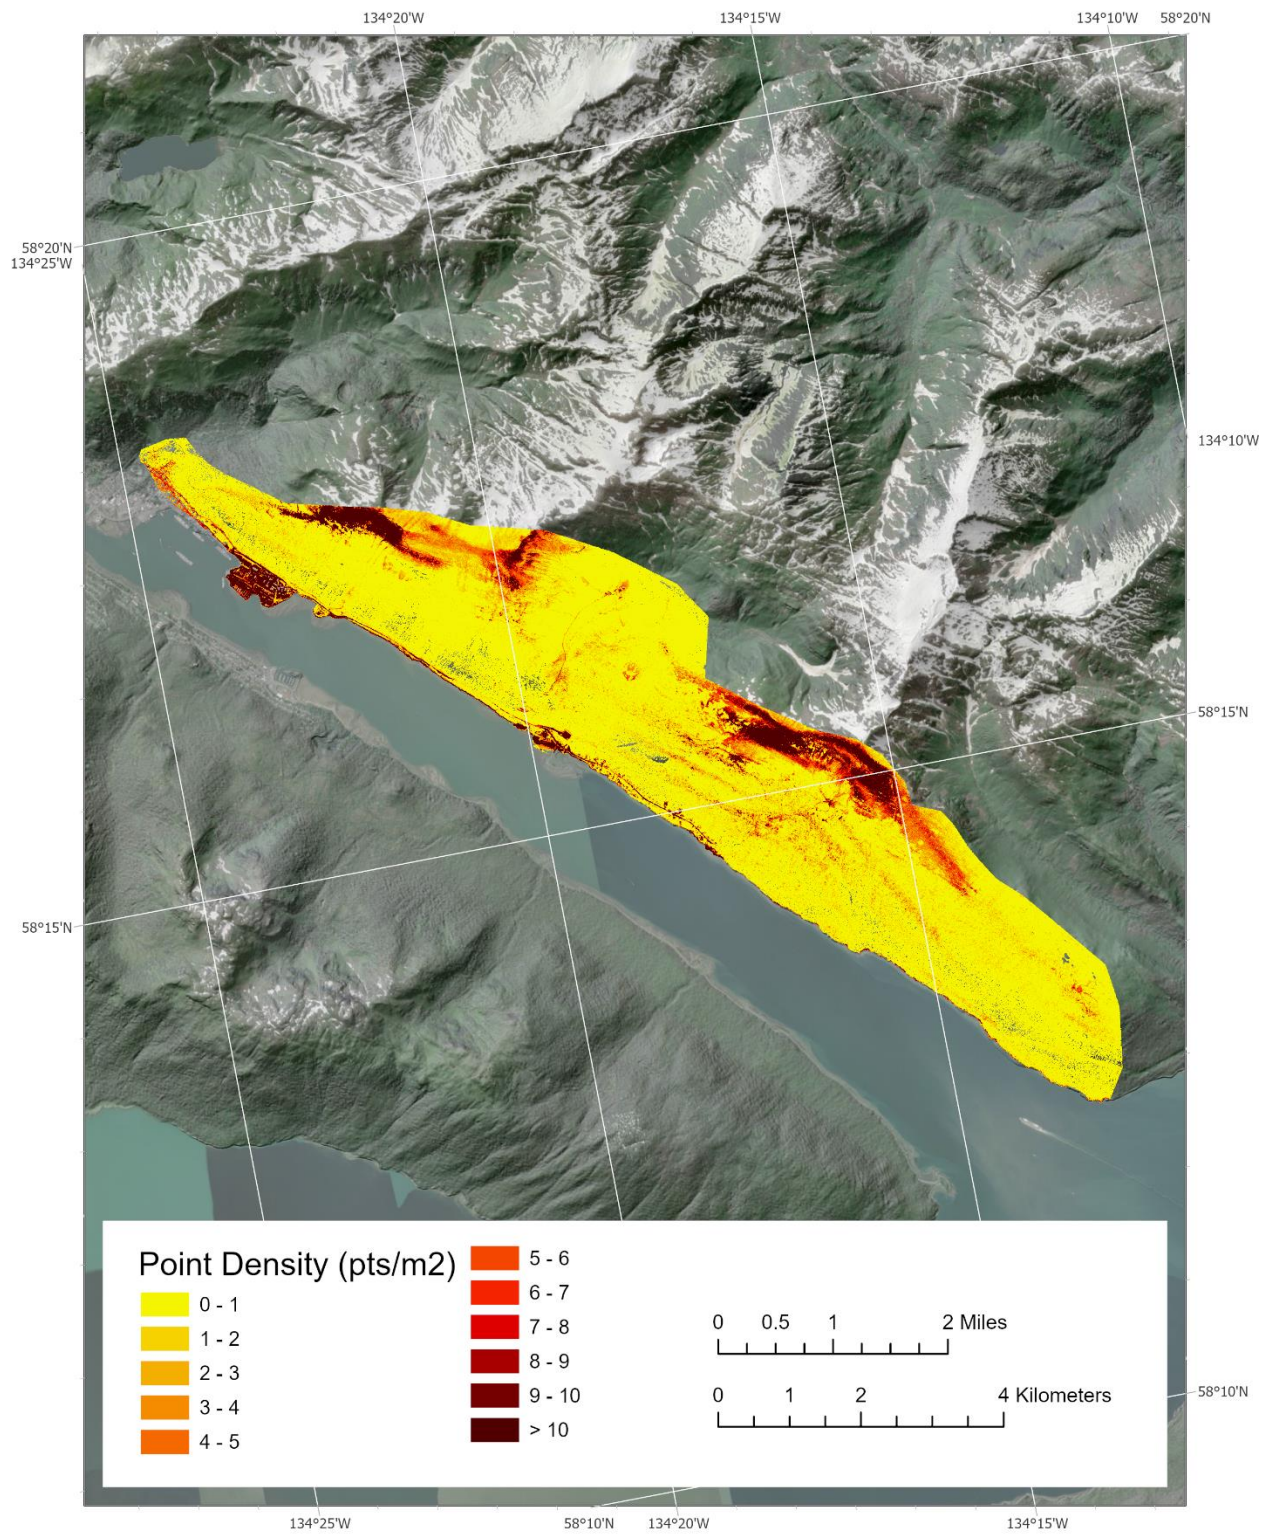 134°20'W 134°15'W 134°10'W 58°20'N
58°20'N
134°25'W
134°10'W
58°15'N
58°15'N
Point Density (pts/m2)
0 - 1
1 - 2
2 - 3
3 - 4
4 - 5
5 - 6
6 - 7
7 - 8
8 - 9
9 - 10
> 10
0 0.5 1 2 Miles
0 1 2 4 Kilometers
58°10'N
134°25'W 58°10'N 134°20'W 134°15'W